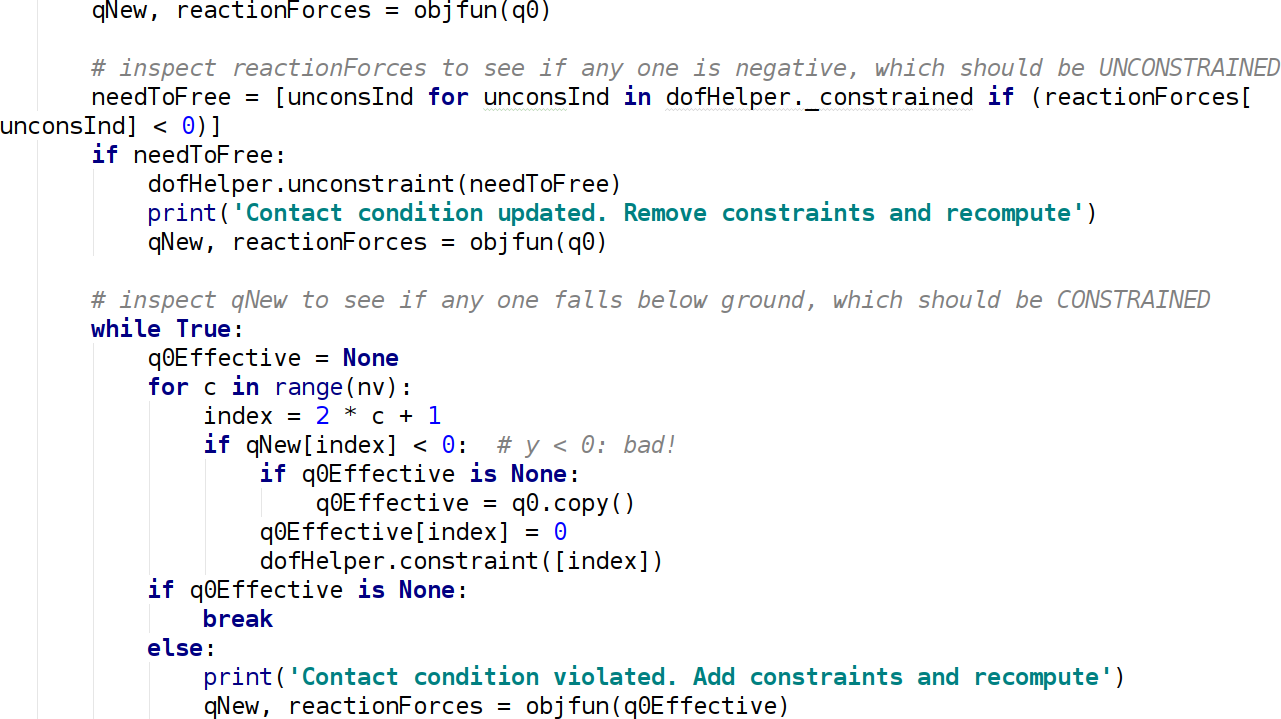 qNew, reactionForces = objfun(q0)
# inspect reactionForces to see if any one is negative, which should be UNCONSTRAINED
needToFree = [unconsInd for unconsInd in dofHelper._constrained if (reactionForces[
unconsInd] < 0)]
if needToFree:
dofHelper.unconstraint(needToFree)
print('Contact condition updated. Remove constraints and recompute')
qNew, reactionForces = objfun(q0)
# inspect qNew to see if any one falls below ground, which should be CONSTRAINED
while True:
q0Effective = None
for c in range(nv):
index = 2 * c + 1
if qNew[index] < 0:  # y < 0: bad!
if q0Effective is None:
q0Effective = q0.copy()
q0Effective[index] = 0
dofHelper.constraint([index])
if q0Effective is None:
break
else:
print('Contact condition violated. Add constraints and recompute')
qNew, reactionForces = objfun(q0Effective)